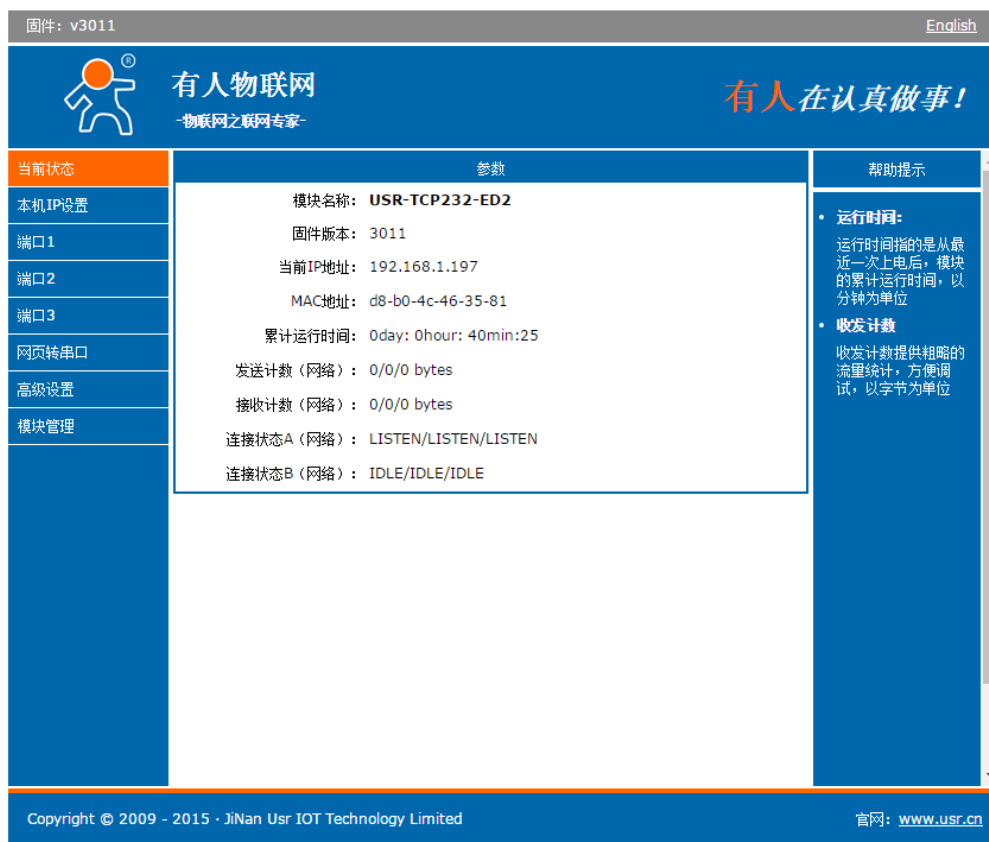 固件：v3011
English
®
有人物联网
-物联网之联网专家-
有人在认真做事！
当前状态
本机IP设置
端口1
端口2
端口3
网页转串口
高级设置
模块管理
参数
模块名称： USR-TCP232-ED2
固件版本： 3011
当前IP地址： 192.168.1.197
MAC地址： d8-b0-4c-46-35-81
累计运行时间： 0day: 0hour: 40min:25
发送计数（网络）： 0/0/0 bytes
接收计数（网络）： 0/0/0 bytes
连接状态A（网络）： LISTEN/LISTEN/LISTEN
连接状态B（网络）： IDLE/IDLE/IDLE
帮助提示
• 运行时间:
运行时间指的是从最
近一次上电后，模块
的累计运行时间，以
分钟为单位
• 收发计数
收发计数提供粗略的
流量统计，方便调
试，以字节为单位
Copyright © 2009 - 2015 · JiNan Usr IOT Technology Limited
官网：www.usr.cn